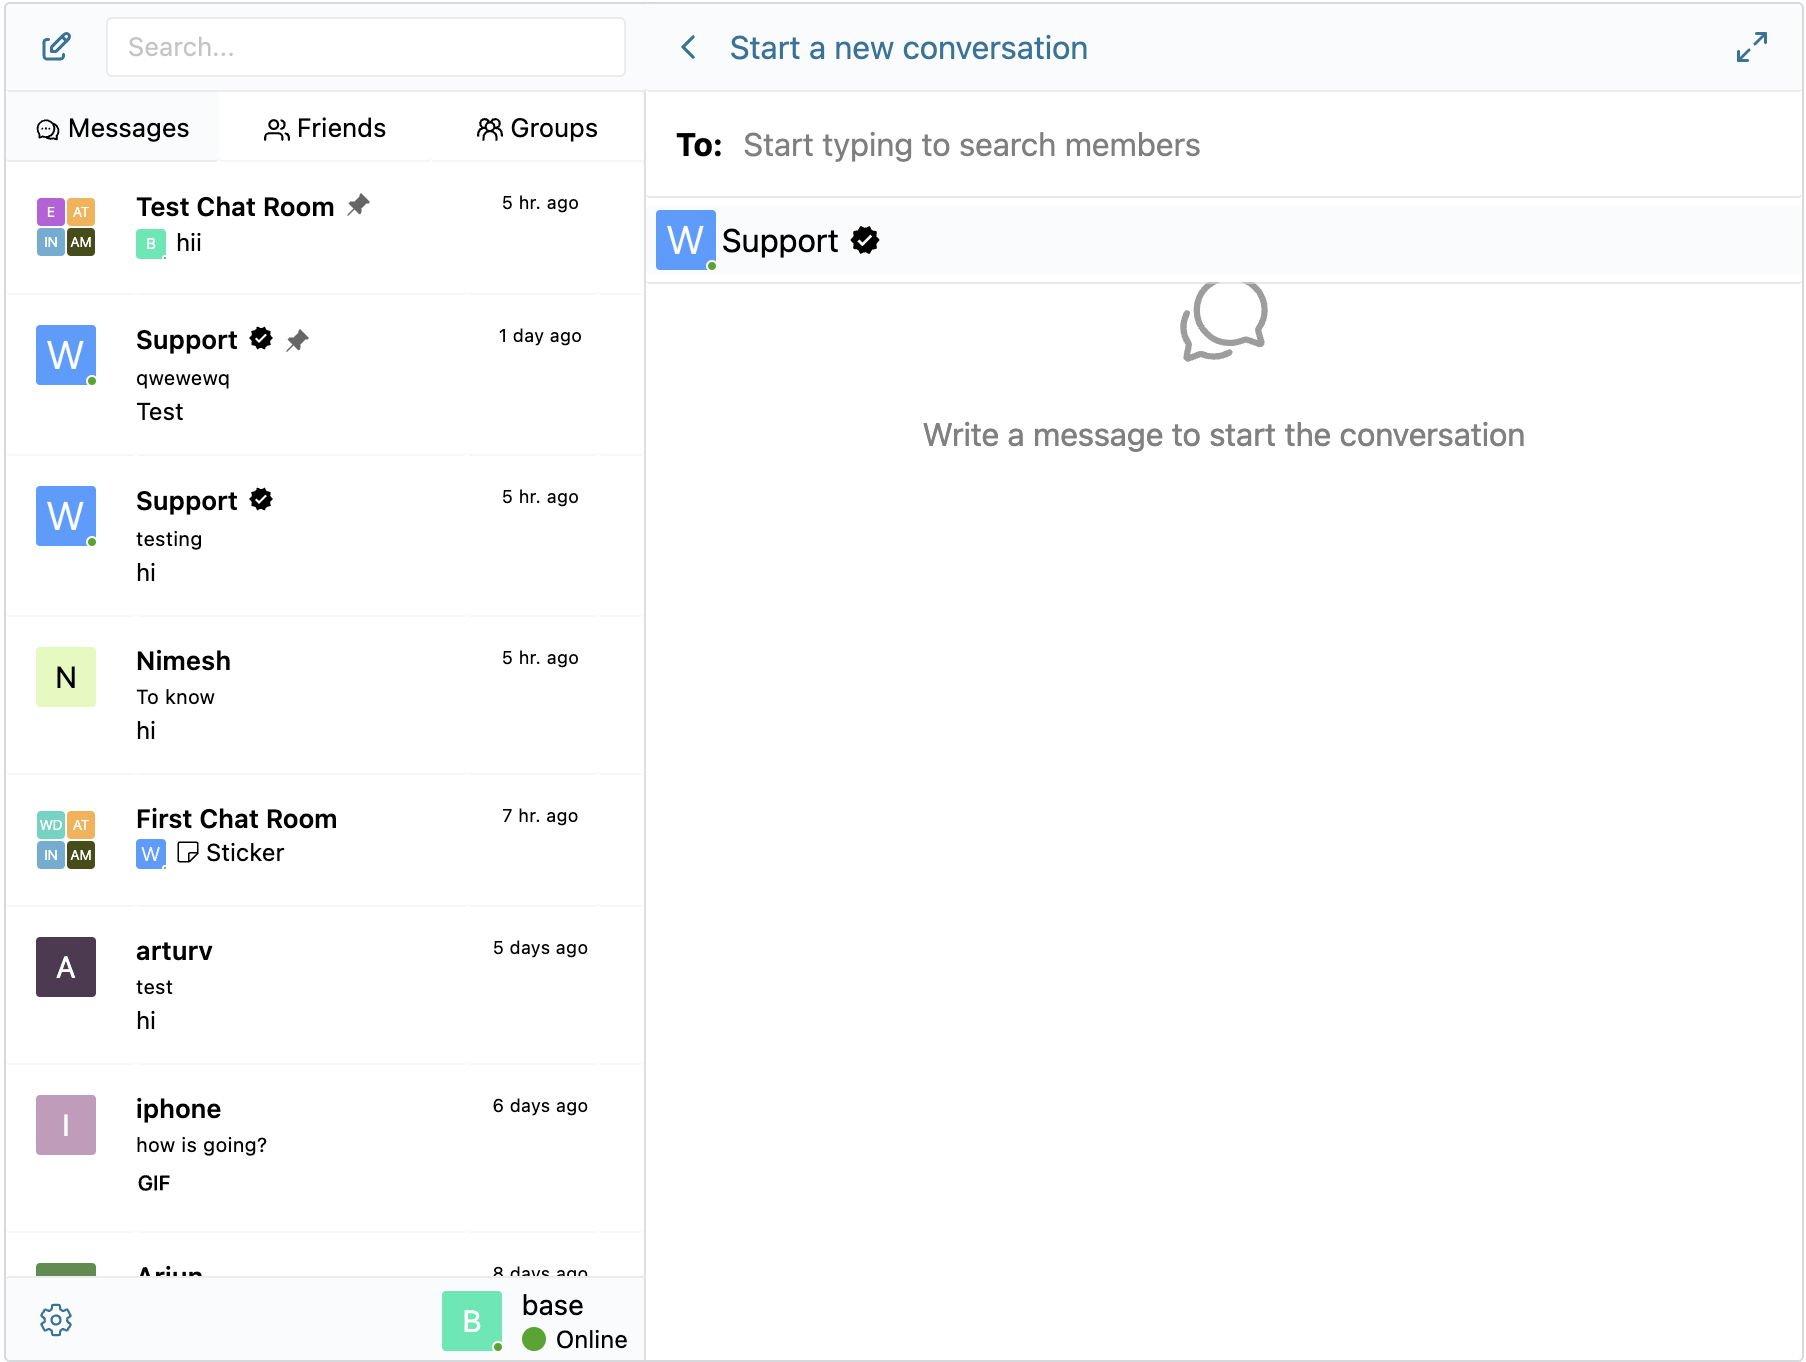 Search...
Start a new conversation
Messages
Friends
Groups
To: Start typing to search members
E AT
IN AM
Test Chat Room
5 hr. ago
B hii
W Support
Write a message to start the conversation
W
Support
1 day ago
qwewewq
Test
W
Support
5 hr. ago
testing
hi
N
Nimesh
5 hr. ago
To know
hi
WD AT
IN AM
First Chat Room
7 hr. ago
W Sticker
A
arturv
5 days ago
test
hi
I
iphone
6 days ago
how is going?
GIF
Arjun
8 days ago
B
base
Online